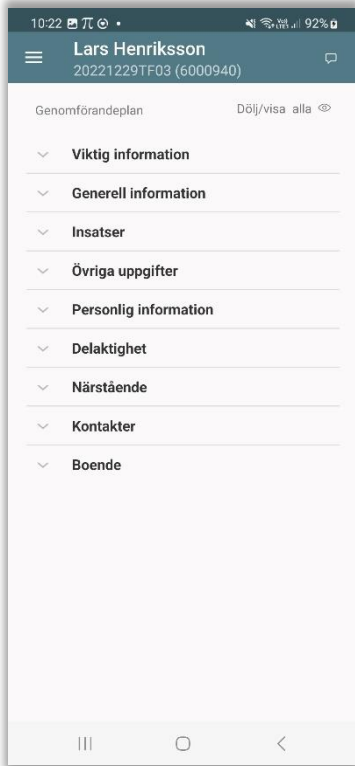 10:22 92%
Lars Henriksson
20221229TF03 (6000940)
Genomförandeplan Dölj/visa alla
Viktig information
Generell information
Insatser
Övriga uppgifter
Personlig information
Delaktighet
Närstående
Kontakter
Boende